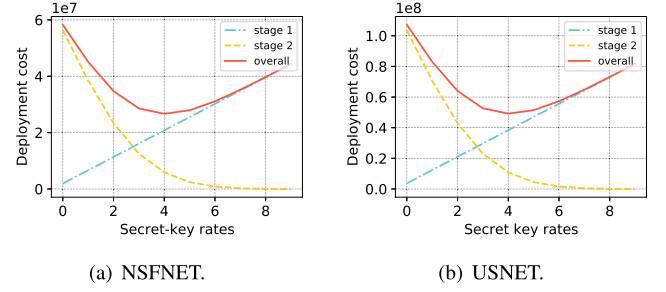 1e7
Deployment cost
6
4
2
0
0 2 4 6 8
Secret-key rates
stage 1
stage 2
overall
(a) NSFNET.
1e8
Deployment cost
1.0
0.8
0.6
0.4
0.2
0.0
0 2 4 6 8
Secret key rates
stage 1
stage 2
overall
(b) USNET.